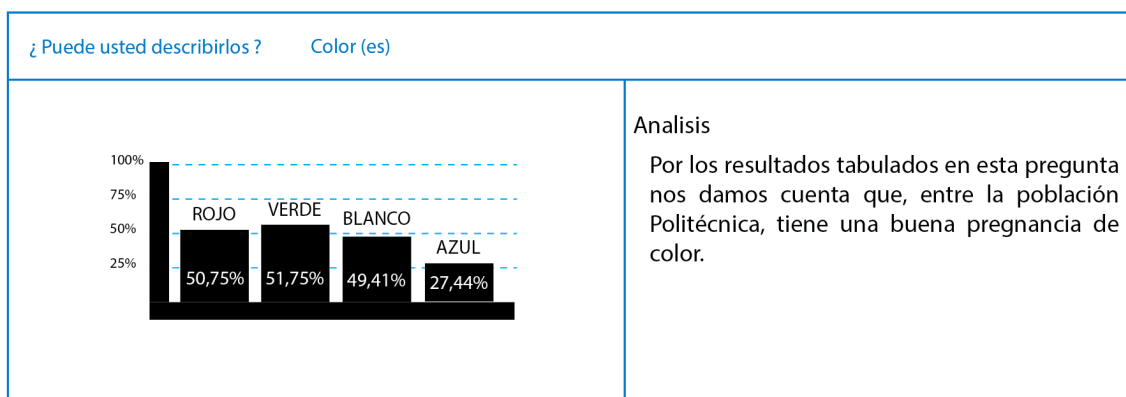 ¿ Puede usted describirlos ? Color (es)
100%
75%
50%
25%
ROJO
VERDE
BLANCO
AZUL
50,75%
51,75%
49,41%
27,44%
Analisis
Por los resultados tabulados en esta pregunta
nos damos cuenta que, entre la población
Politécnica, tiene una buena pregnancia de
color.